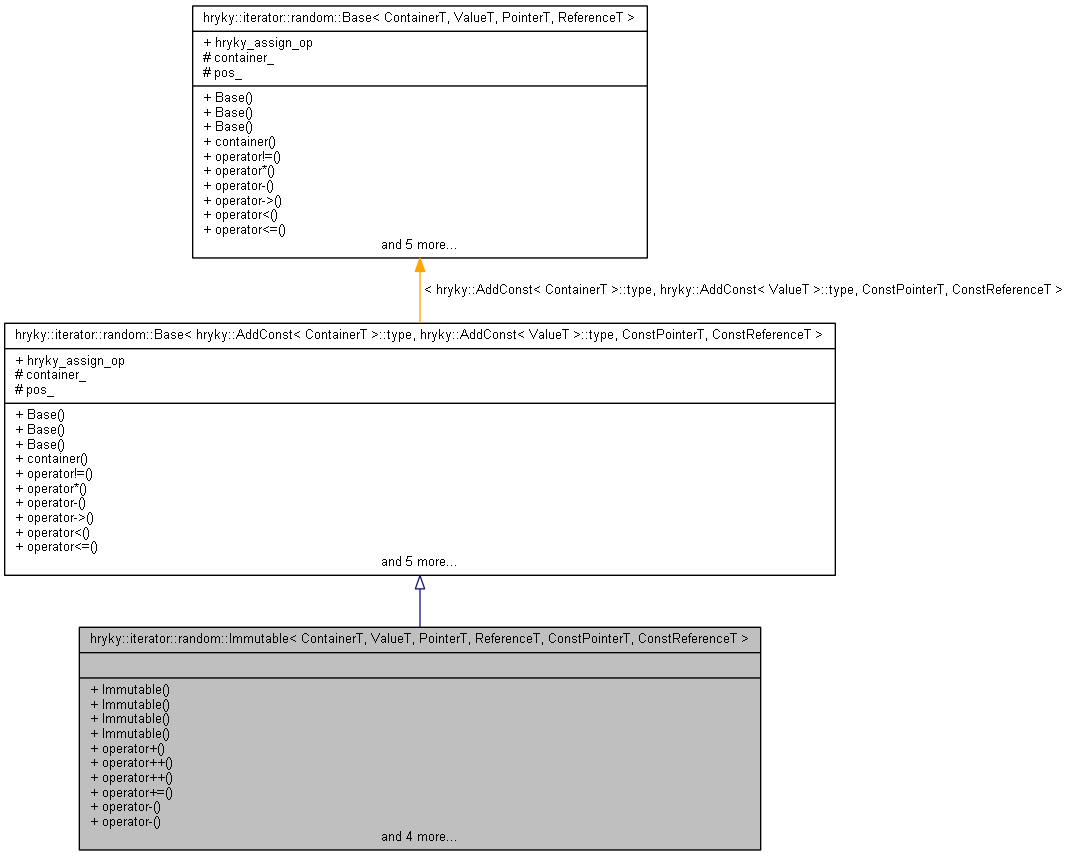 hryky::iterator::random::Base< ContainerT, ValueT, PointerT, ReferenceT >
+ hryky_assign_op
# container_
# pos_
+ Base()
+ Base()
+ Base()
+ container()
+ operator!=()
+ operator*()
+ operator-()
+ operator->()
+ operator<()
+ operator<=()
and 5 more...
< hryky::AddConst< ContainerT >::type, hryky::AddConst< ValueT >::type, ConstPointerT, ConstReferenceT >
hryky::iterator::random::Base< hryky::AddConst< ContainerT >::type, hryky::AddConst< ValueT >::type, ConstPointerT, ConstReferenceT >
+ hryky_assign_op
# container_
# pos_
+ Base()
+ Base()
+ Base()
+ container()
+ operator!=()
+ operator*()
+ operator-()
+ operator->()
+ operator<()
+ operator<=()
and 5 more...
hryky::iterator::random::Immutable< ContainerT, ValueT, PointerT, ReferenceT, ConstPointerT, ConstReferenceT >
+ Immutable()
+ Immutable()
+ Immutable()
+ Immutable()
+ operator+()
+ operator++()
+ operator++()
+ operator+=()
+ operator-()
+ operator-()
and 4 more...